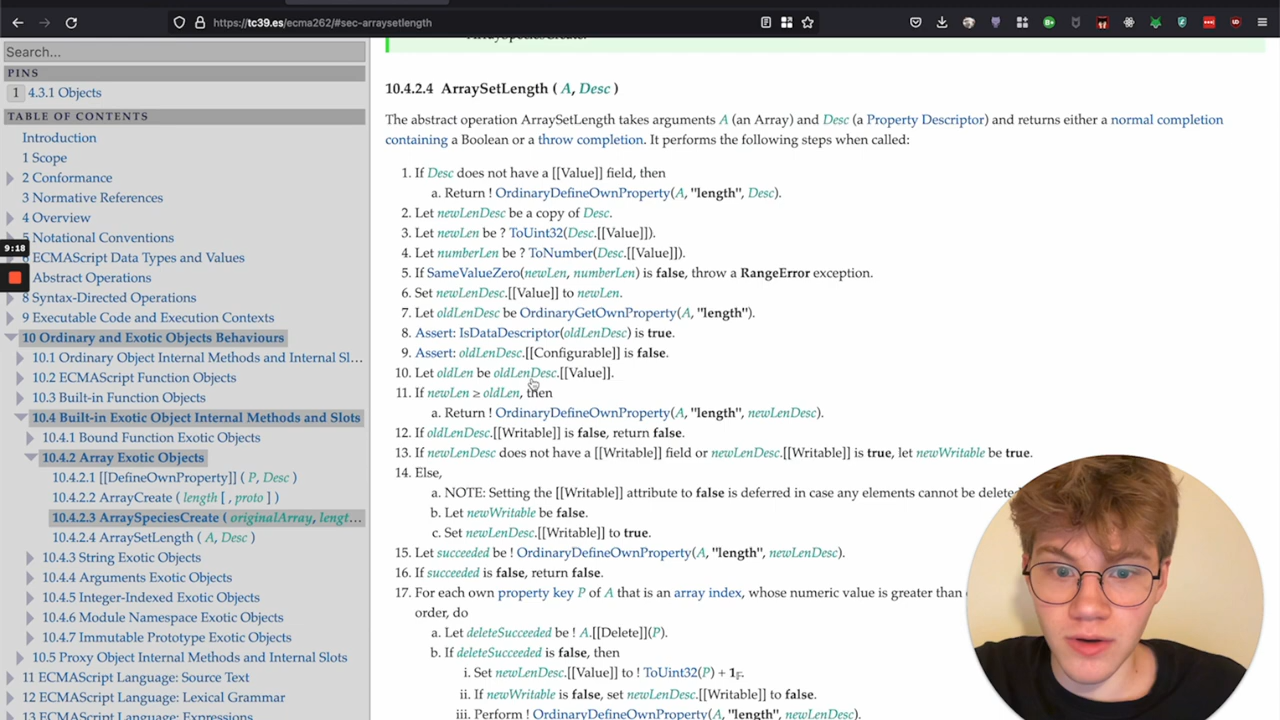 https://tc39.es/ecma262/#sec-arraysetlength
Search...
PINS
1 4.3.1 Objects
TABLE OF CONTENTS
Introduction
1 Scope
2 Conformance
3 Normative References
4 Overview
5 Notational Conventions
9:18
ECMAScript Data Types and Values
Abstract Operations
8 Syntax-Directed Operations
9 Executable Code and Execution Contexts
10 Ordinary and Exotic Objects Behaviours
10.1 Ordinary Object Internal Methods and Internal Sl…
10.2 ECMAScript Function Objects
10.3 Built-in Function Objects
10.4 Built-in Exotic Object Internal Methods and Slots
10.4.1 Bound Function Exotic Objects
10.4.2 Array Exotic Objects
10.4.2.1 [[DefineOwnProperty]] ( P, Desc )
10.4.2.2 ArrayCreate ( length [ , proto ] )
10.4.2.3 ArraySpeciesCreate ( originalArray, lengt…
10.4.2.4 ArraySetLength ( A, Desc )
10.4.3 String Exotic Objects
10.4.4 Arguments Exotic Objects
10.4.5 Integer-Indexed Exotic Objects
10.4.6 Module Namespace Exotic Objects
10.4.7 Immutable Prototype Exotic Objects
10.5 Proxy Object Internal Methods and Internal Slots
11 ECMAScript Language: Source Text
12 ECMAScript Language: Lexical Grammar
13 ECMAScript Language: Expressions
ArraySpeciesCreate.
10.4.2.4 ArraySetLength ( A, Desc )
The abstract operation ArraySetLength takes arguments A (an Array) and Desc (a Property Descriptor) and returns either a normal completion
containing a Boolean or a throw completion. It performs the following steps when called:
1. If Desc does not have a [[Value]] field, then
a. Return ! OrdinaryDefineOwnProperty(A, "length", Desc).
2. Let newLenDesc be a copy of Desc.
3. Let newLen be ? ToUint32(Desc.[[Value]]).
4. Let numberLen be ? ToNumber(Desc.[[Value]]).
5. If SameValueZero(newLen, numberLen) is false, throw a RangeError exception.
6. Set newLenDesc.[[Value]] to newLen.
7. Let oldLenDesc be OrdinaryGetOwnProperty(A, "length").
8. Assert: IsDataDescriptor(oldLenDesc) is true.
9. Assert: oldLenDesc.[[Configurable]] is false.
10. Let oldLen be oldLenDesc.[[Value]].
11. If newLen ≥ oldLen, then
a. Return ! OrdinaryDefineOwnProperty(A, "length", newLenDesc).
12. If oldLenDesc.[[Writable]] is false, return false.
13. If newLenDesc does not have a [[Writable]] field or newLenDesc.[[Writable]] is true, let newWritable be true.
14. Else,
a. NOTE: Setting the [[Writable]] attribute to false is deferred in case any elements cannot be deleted
b. Let newWritable be false.
c. Set newLenDesc.[[Writable]] to true.
15. Let succeeded be ! OrdinaryDefineOwnProperty(A, "length", newLenDesc).
16. If succeeded is false, return false.
17. For each own property key P of A that is an array index, whose numeric value is greater than
order, do
a. Let deleteSucceeded be ! A.[[Delete]](P).
b. If deleteSucceeded is false, then
i. Set newLenDesc.[[Value]] to ! ToUint32(P) + 1𝔽.
ii. If newWritable is false, set newLenDesc.[[Writable]] to false.
iii. Perform ! OrdinaryDefineOwnProperty(A, "length", newLenDesc).